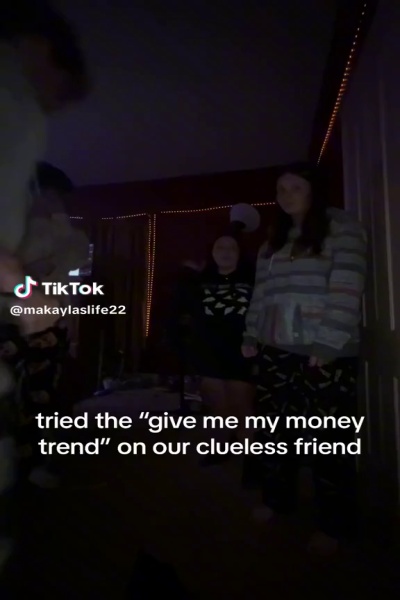 TikTok
@makaylaslife22
tried the “give me my money
trend” on our clueless friend